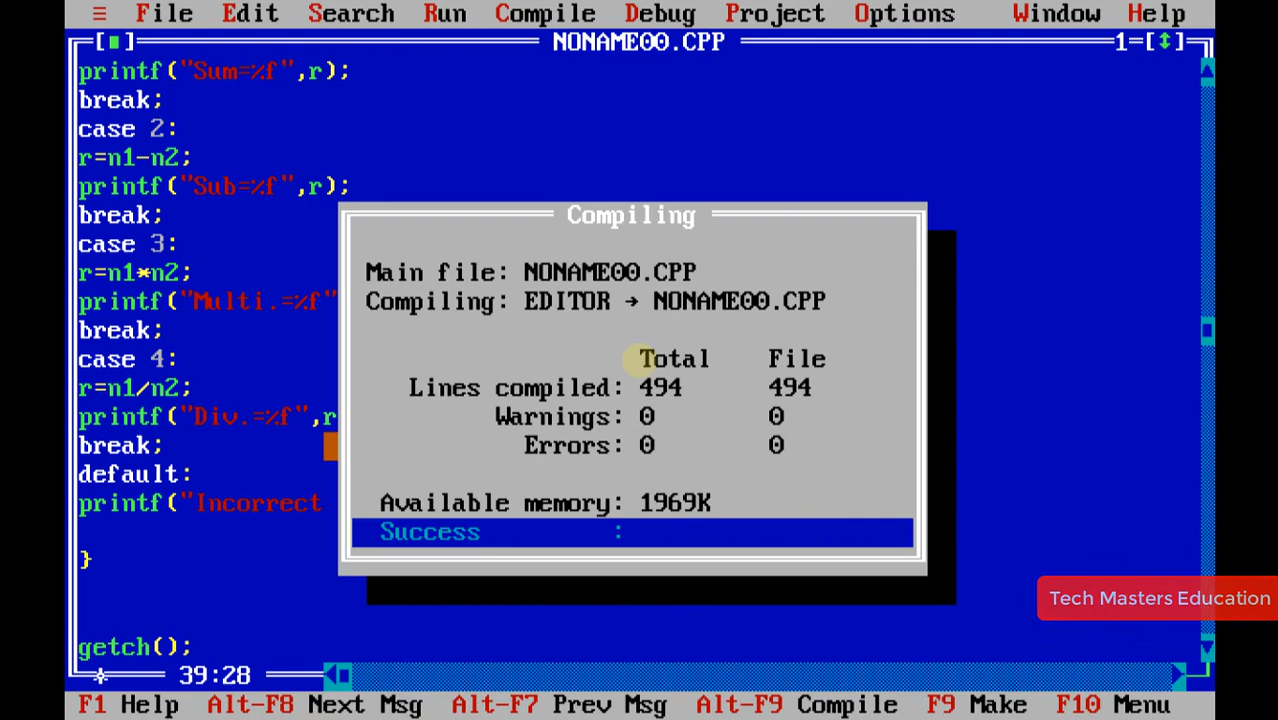 ≡ File Edit Search Run Compile Debug Project Options Window Help
[■] NONAME00.CPP 1=[↕]
printf("Sum=%f",r);
break;
case 2:
r=n1-n2;
printf("Sub=%f",r);
break;
case 3:
r=n1*n2;
printf("Multi.=%f"
break;
case 4:
r=n1/n2;
printf("Div.=%f",r
break;
default:
printf("Incorrect
}
getch();
39:28
Compiling
Main file: NONAME00.CPP
Compiling: EDITOR → NONAME00.CPP
Total File
Lines compiled: 494 494
Warnings: 0 0
Errors: 0 0
Available memory: 1969K
Success :
Tech Masters Education
F1 Help Alt-F8 Next Msg Alt-F7 Prev Msg Alt-F9 Compile F9 Make F10 Menu